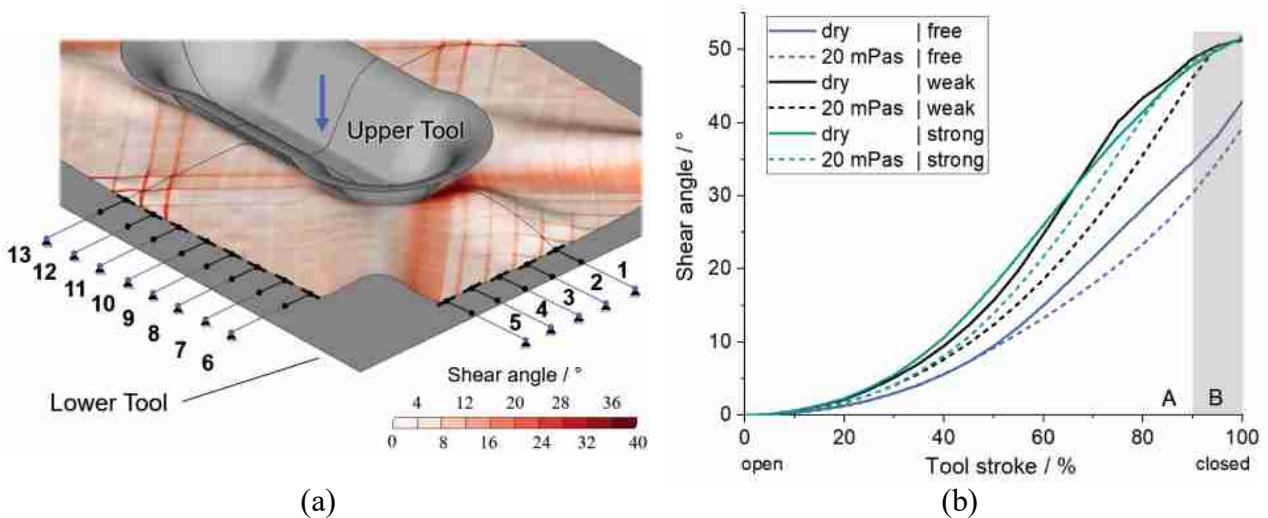 Upper Tool
13
12
11
10
9
8
7
6
5
4
3
2
1
Lower Tool
Shear angle / °
4 12 20 28 36
0 8 16 24 32 40
(a)
dry | free
20 mPas | free
dry | weak
20 mPas | weak
dry | strong
20 mPas | strong
Shear angle / °
50
40
30
20
10
0
A B
0 20 40 60 80 100
open Tool stroke / % closed
(b)